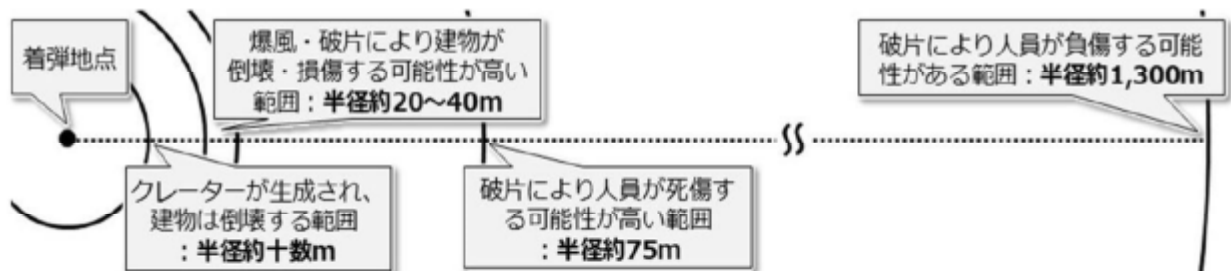 着弾地点
爆風・破片により建物が
倒壊・損傷する可能性が高い
範囲：半径約20～40m
破片により人員が負傷する可能
性がある範囲：半径約1,300m
クレーターが生成され、
建物は倒壊する範囲
：半径約十数m
破片により人員が死傷す
る可能性が高い範囲
：半径約75m